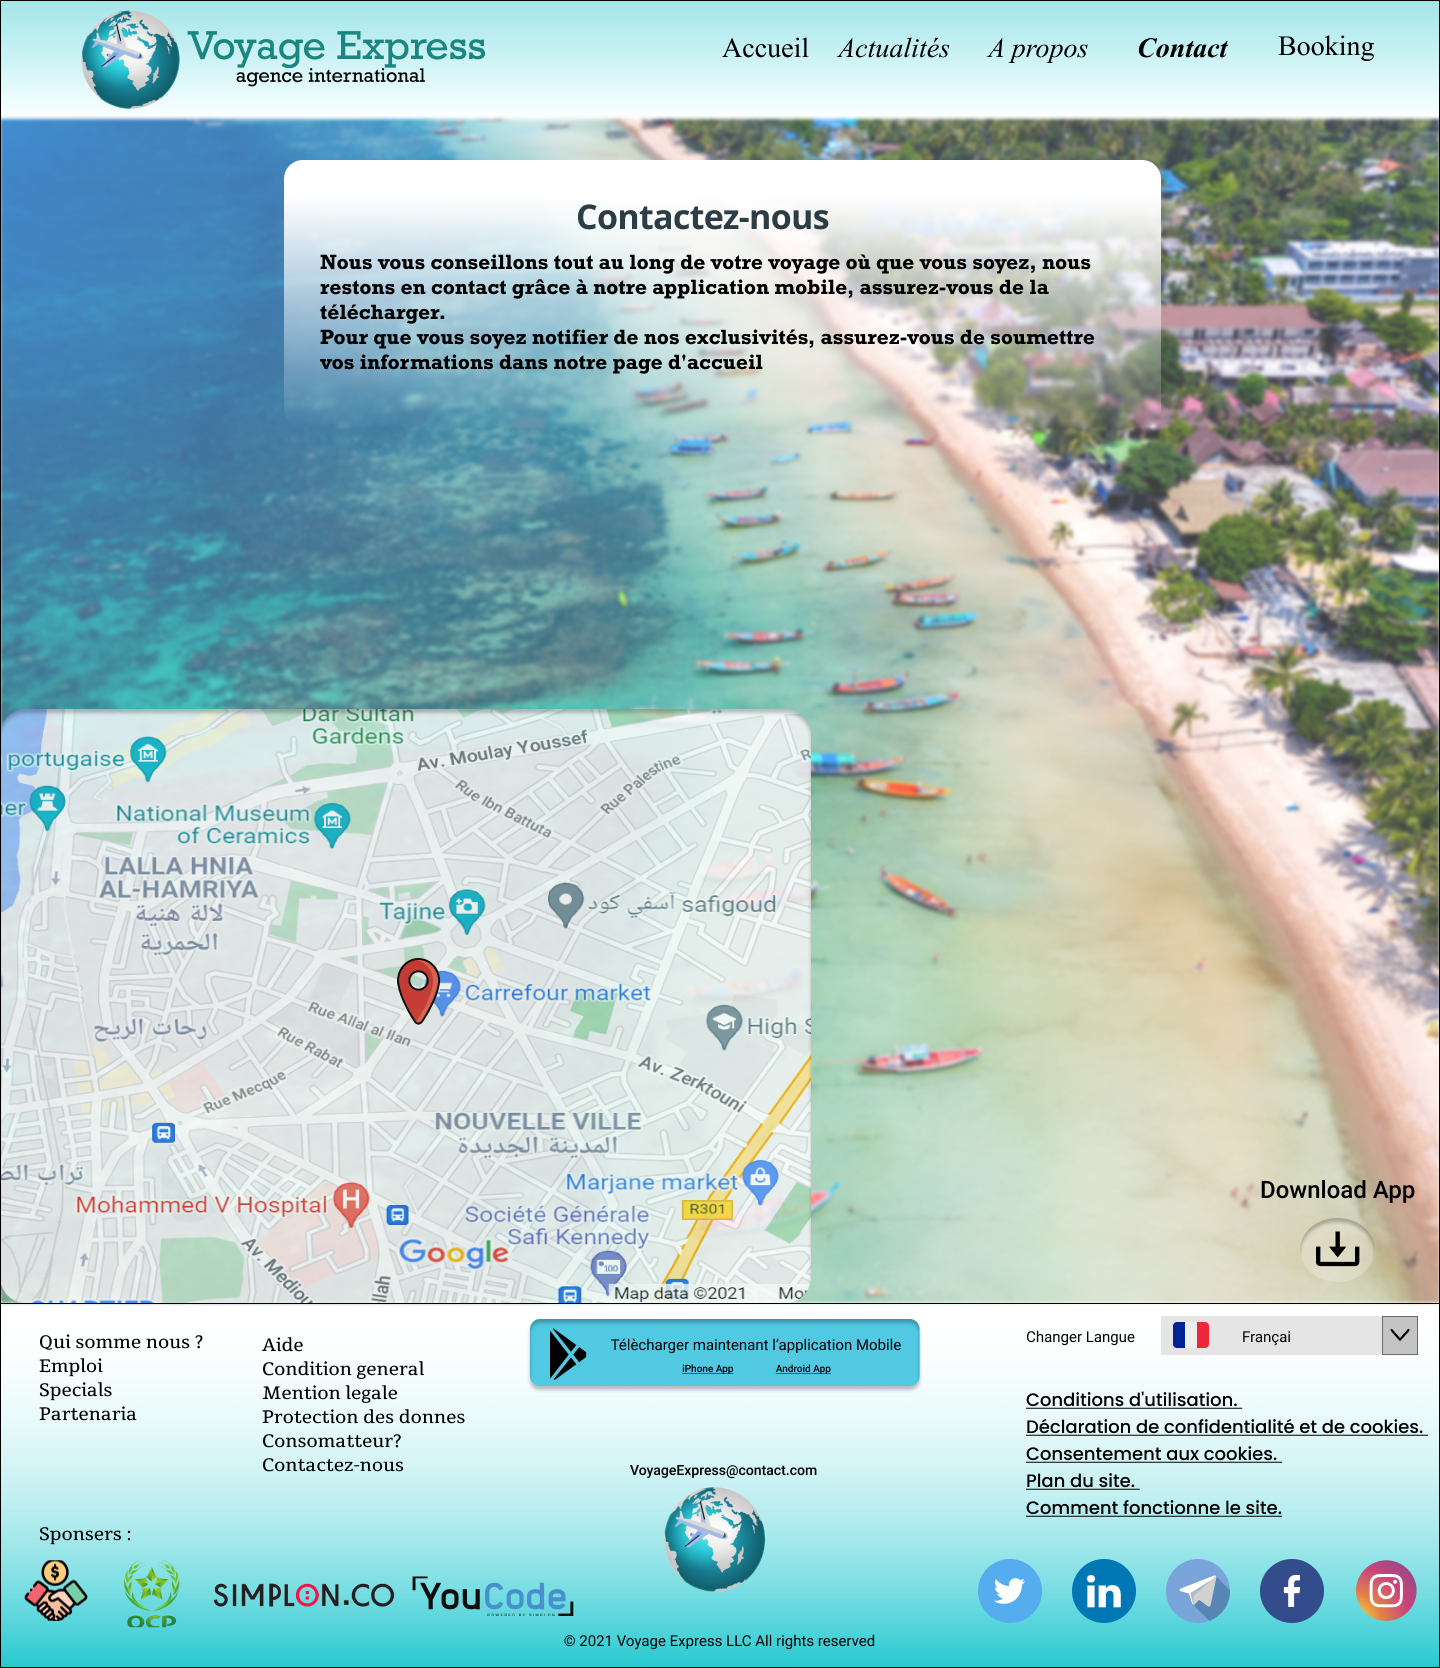 Voyage Express
agence international
Accueil
Actualités
A propos
Contact
Booking
Contactez-nous
Nous vous conseillons tout au long de votre voyage où que vous soyez, nous
restons en contact grâce à notre application mobile, assurez-vous de la
télécharger.
Pour que vous soyez notifier de nos exclusivités, assurez-vous de soumettre
vos informations dans notre page d'accueil
Dar Sultan
Gardens
portugaise
Av. Moulay Youssef
Rue Ibn Battuta
Rue Palestine
National Museum
of Ceramics
LALLA HNIA
AL-HAMRIYA
لالة هنية
الحمرية
Tajine
آسفي كود safigoud
Carrefour market
Rue Allal al Ilan
Rue Rabat
Rue Mecque
رحات الريح
High S
Av. Zerktouni
NOUVELLE VILLE
المدينة الجديدة
تراب الص
Mohammed V Hospital
H
Marjane market
R301
Société Générale
Safi Kennedy
100
Av. Mediou
llah
Google
Map data ©2021
Mor
Download App
Qui somme nous ?
Emploi
Specials
Partenaria
Aide
Condition general
Mention legale
Protection des donnes
Consomatteur?
Contactez-nous
Télècharger maintenant l'application Mobile
iPhone App
Android App
Changer Langue
Françai
Conditions d'utilisation.
Déclaration de confidentialité et de cookies.
Consentement aux cookies.
Plan du site.
Comment fonctionne le site.
VoyageExpress@contact.com
Sponsers :
OCP
SIMPLON.CO
YouCode
POWERED BY SIMPLON
© 2021 Voyage Express LLC All rights reserved